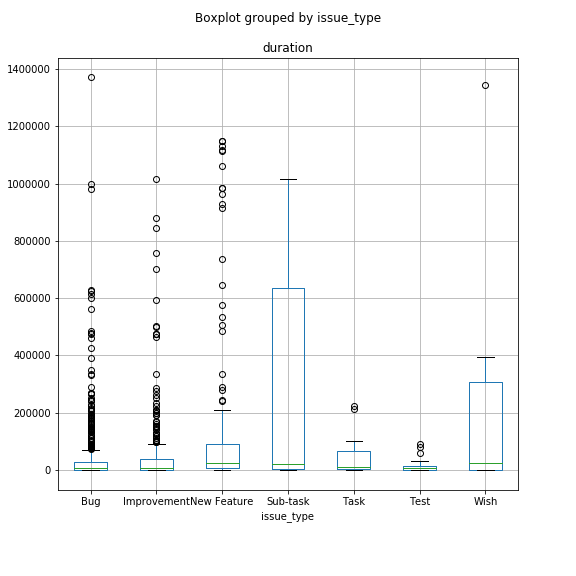 Boxplot grouped by issue_type
duration
1400000
1200000
1000000
800000
600000
400000
200000
0
Bug Improvement New Feature Sub-task Task Test Wish
issue_type